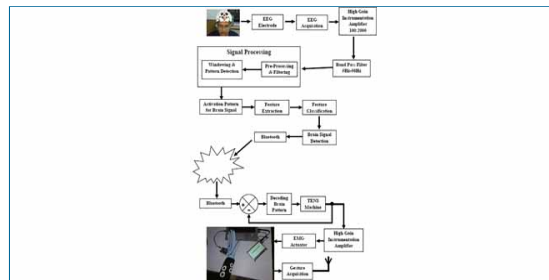 EEG
Electrode
EEG
Acquisition
High Gain
Instrumentation
Amplifier
Signal Processing
Windowing &
Pattern Detection
Pre-Processing
& Filtering
Band Pass Filter
Activation Pattern
for Brain Signal
Feature
Extraction
Feature
Classification
Bluetooth
Brain Signal
Detection
Bluetooth
Decoding
Brain
Pattern
TENS
Machine
EMG-
Actuator
High Gain
Instrumentation
Amplifier
Gesture
Acquisition